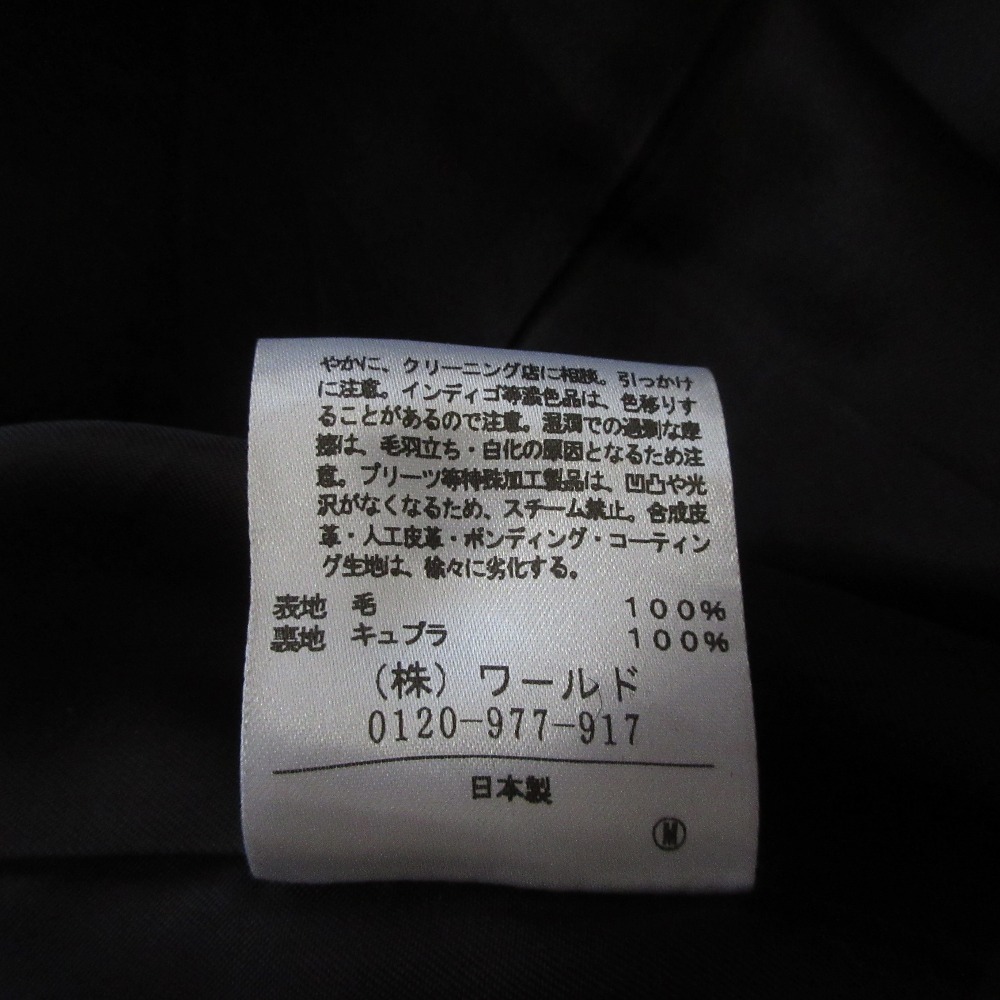 やかに、クリーニング店に相談。引っかけ
に注意。インディゴ等濃色品は、色移りす
ることがあるので注意。湿潤での過剰な摩
擦は、毛羽立ち・白化の原因となるため注
意。プリーツ等特殊加工製品は、凹凸や光
沢がなくなるため、スチーム禁止。合成皮
革・人工皮革・ボンディング・コーティン
グ生地は、徐々に劣化する。
表地 毛 100%
裏地 キュプラ 100%
(株) ワールド
0120-977-917
日本製
Ⓜ